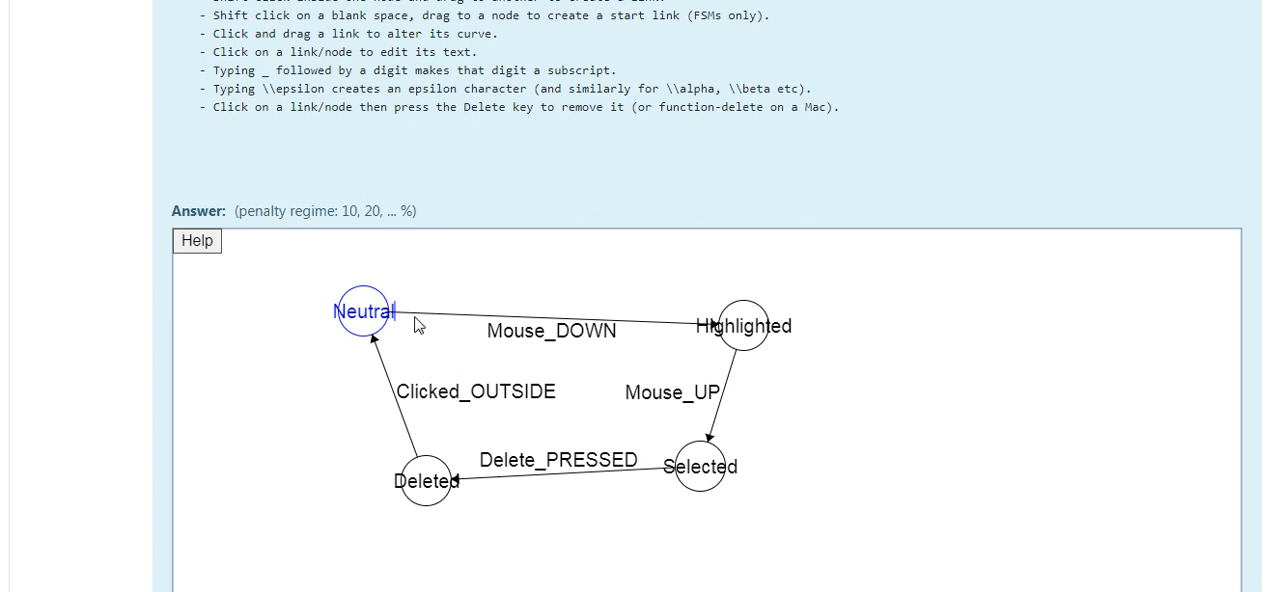 - Shift click on a blank space, drag to a node to create a start link (FSMs only).
- Click and drag a link to alter its curve.
- Click on a link/node to edit its text.
- Typing _ followed by a digit makes that digit a subscript.
- Typing \\epsilon creates an epsilon character (and similarly for \\alpha, \\beta etc).
- Click on a link/node then press the Delete key to remove it (or function-delete on a Mac).
Answer: (penalty regime: 10, 20, ... %)
Help
Neutral
Mouse_DOWN
Highlighted
Clicked_OUTSIDE
Mouse_UP
Delete_PRESSED
Selected
Deleted